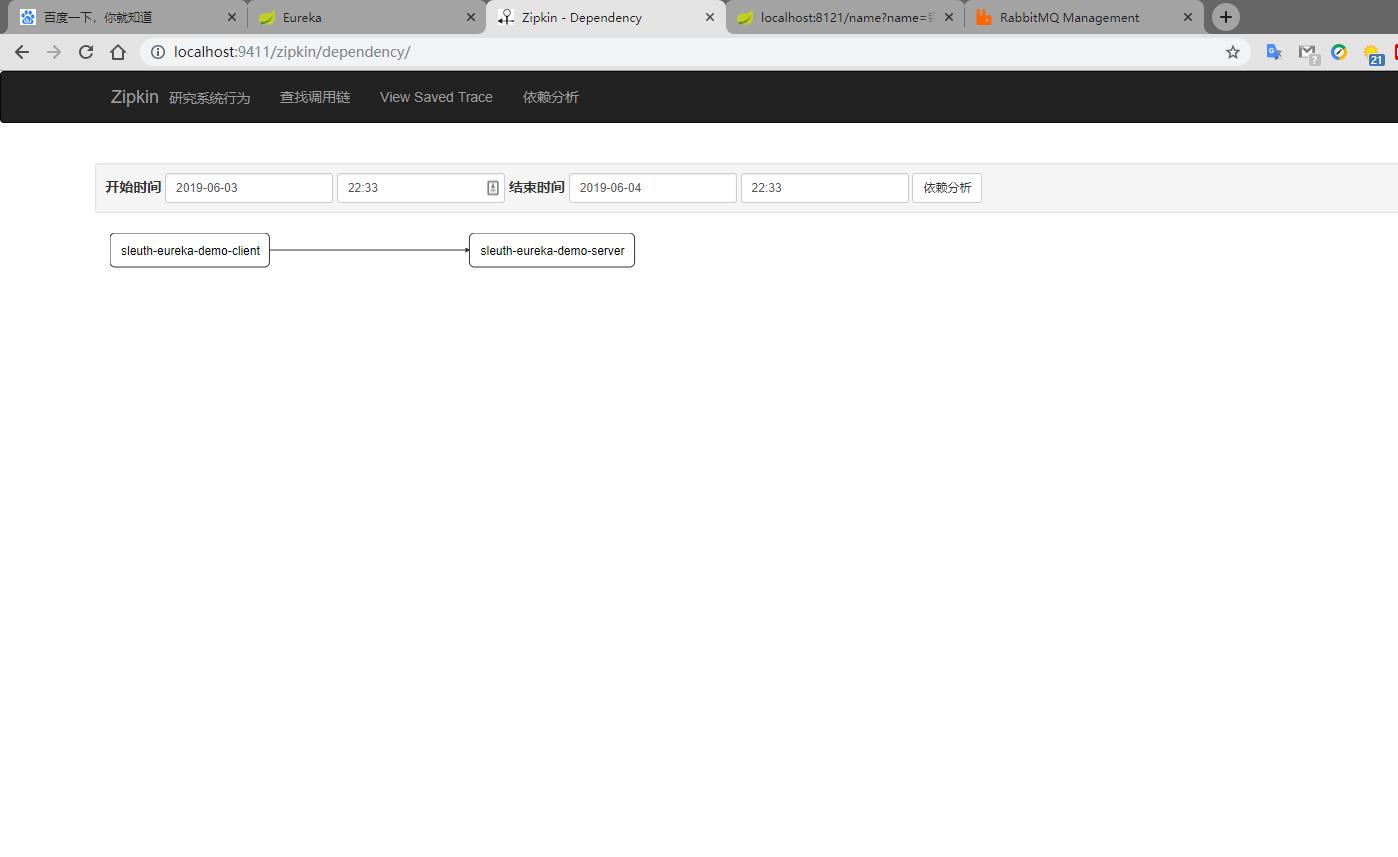 百度一下，你就知道
Eureka
Zipkin - Dependency
localhost:8121/name?name=
RabbitMQ Management
localhost:9411/zipkin/dependency/
21
Zipkin 研究系统行为 查找调用链 View Saved Trace 依赖分析
开始时间 2019-06-03 22:33 结束时间 2019-06-04 22:33 依赖分析
sleuth-eureka-demo-client
sleuth-eureka-demo-server